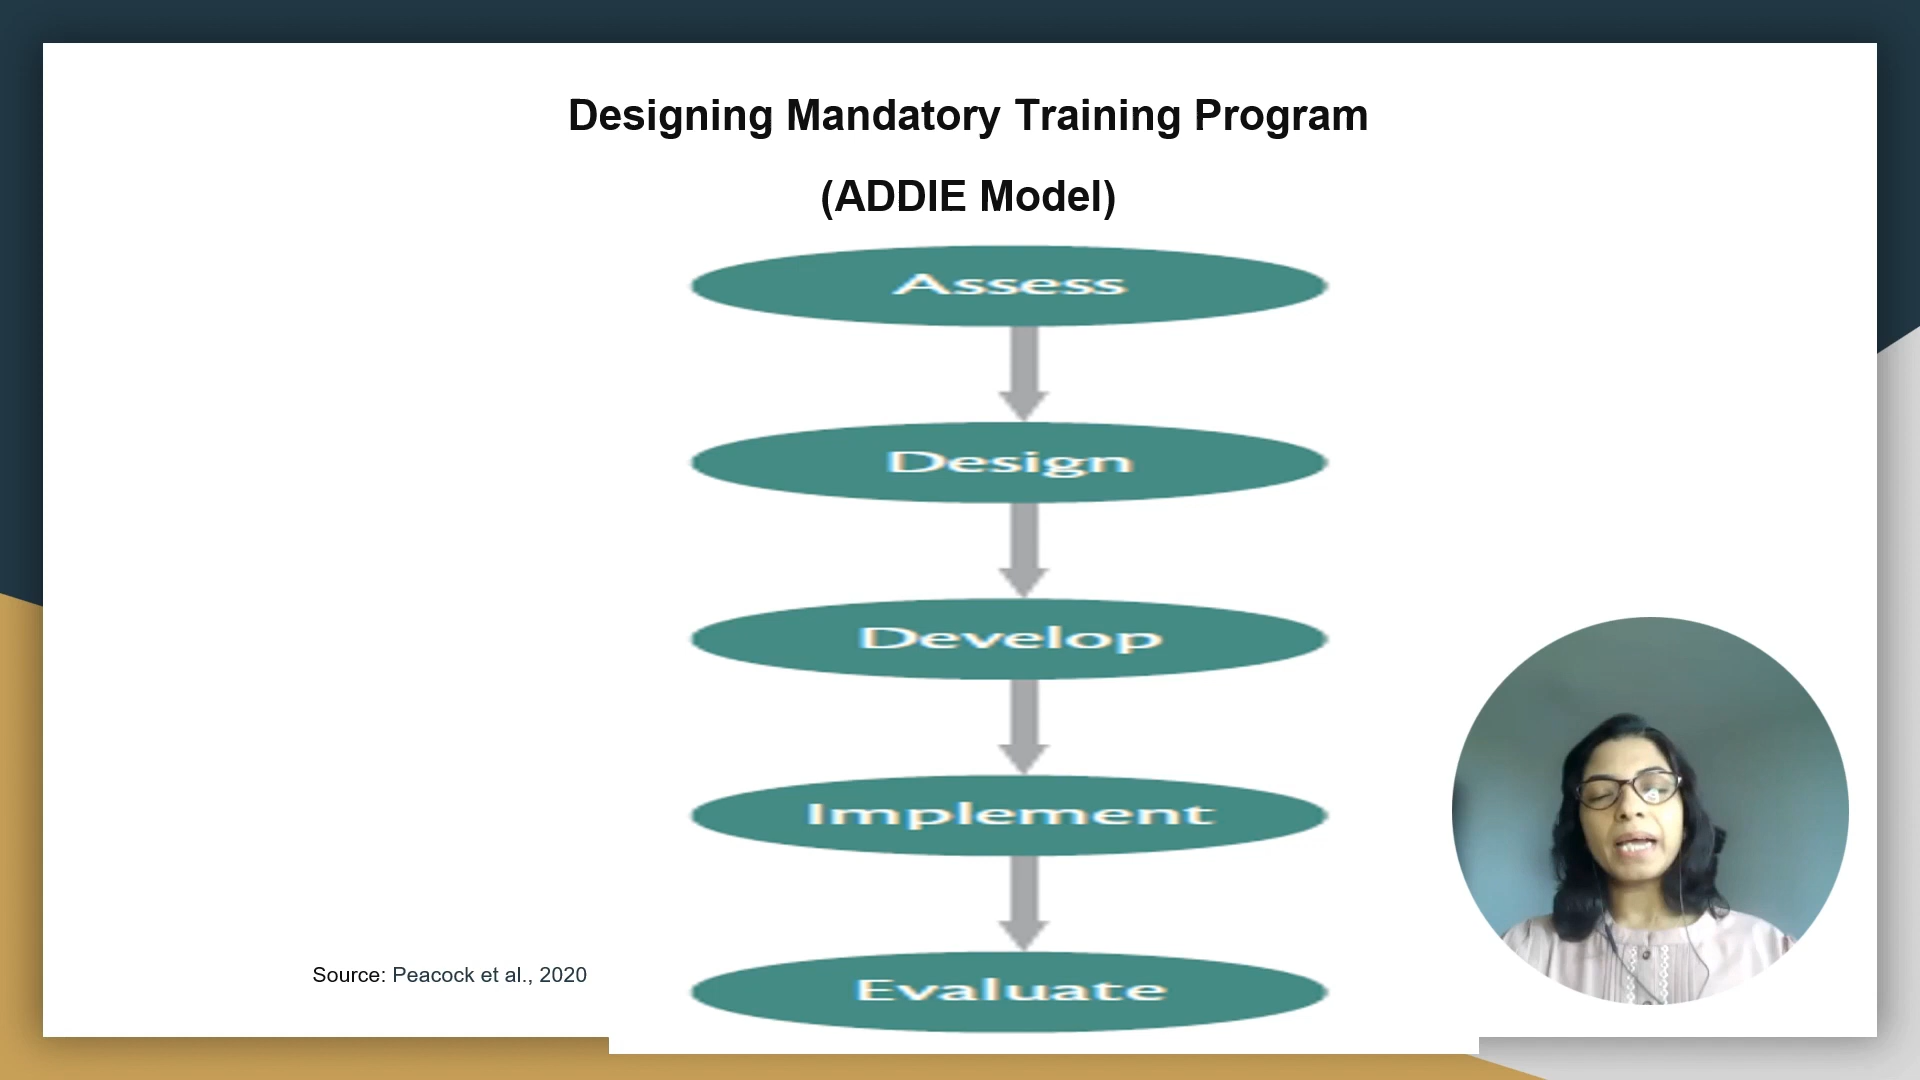 Designing Mandatory Training Program
(ADDIE Model)
Assess
Design
Develop
Implement
Evaluate
Source: Peacock et al., 2020